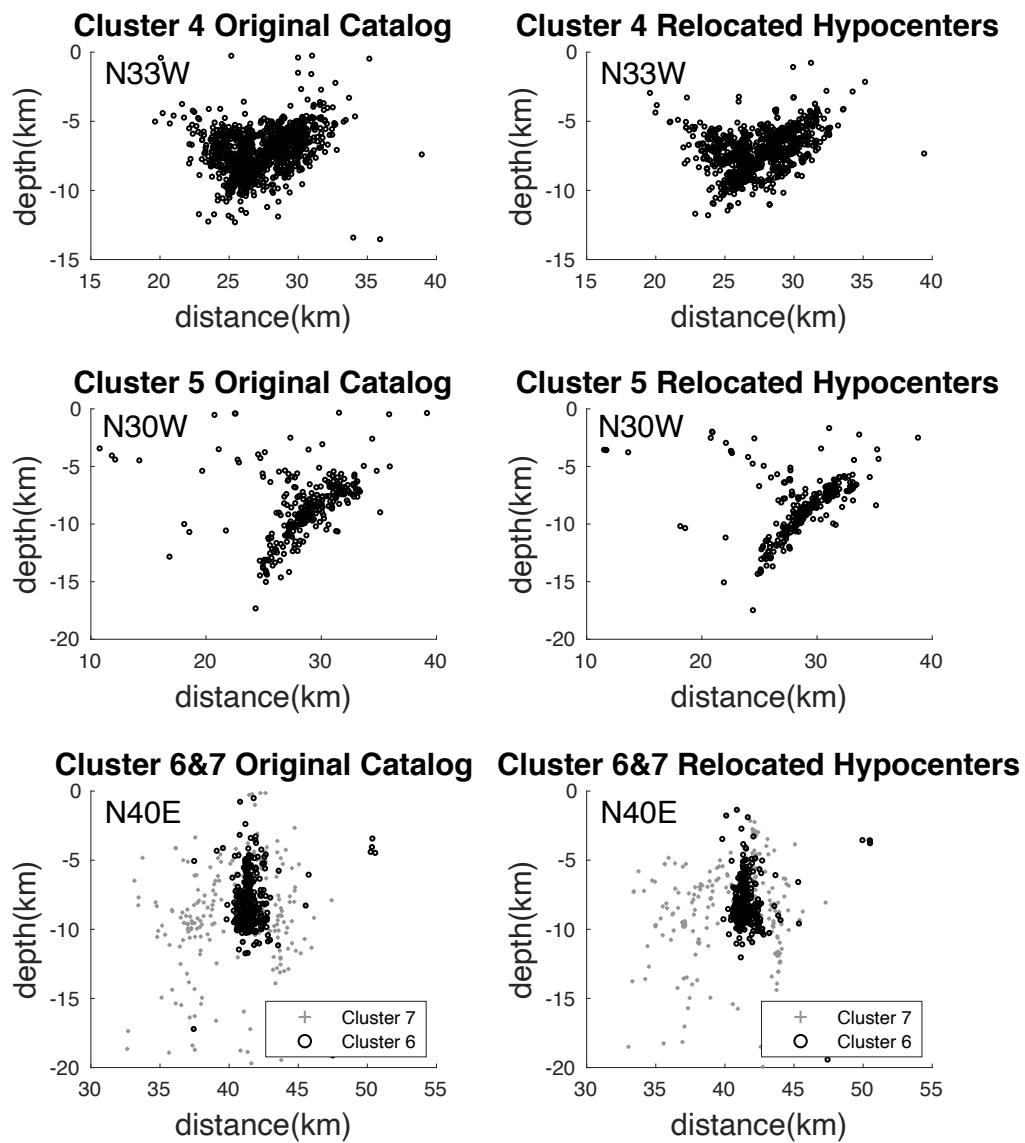 Cluster 4 Original Catalog
N33W
0
-5
-10
-15
depth(km)
15 20 25 30 35 40
distance(km)
Cluster 4 Relocated Hypocenters
N33W
0
-5
-10
-15
depth(km)
15 20 25 30 35 40
distance(km)
Cluster 5 Original Catalog
N30W
0
-5
-10
-15
-20
depth(km)
10 20 30 40
distance(km)
Cluster 5 Relocated Hypocenters
N30W
0
-5
-10
-15
-20
depth(km)
10 20 30 40
distance(km)
Cluster 6&7 Original Catalog
N40E
0
-5
-10
-15
-20
depth(km)
Cluster 7
Cluster 6
30 35 40 45 50 55
distance(km)
Cluster 6&7 Relocated Hypocenters
N40E
0
-5
-10
-15
-20
depth(km)
Cluster 7
Cluster 6
30 35 40 45 50 55
distance(km)